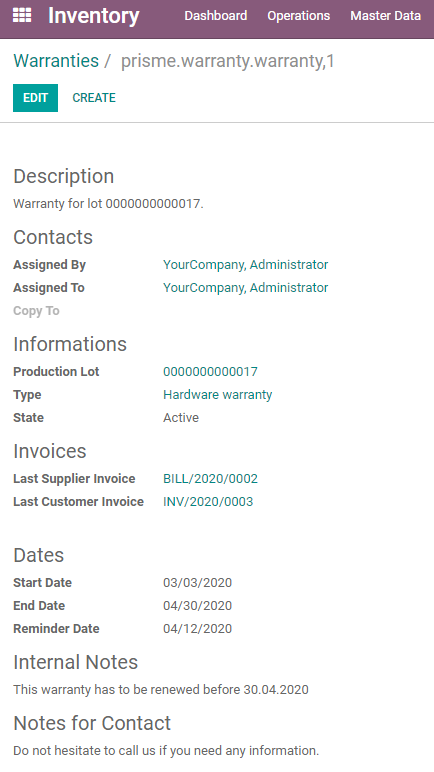 Inventory Dashboard Operations Master Data
Warranties / prisme.warranty.warranty,1
EDIT CREATE
Description
Warranty for lot 0000000000017.
Contacts
Assigned By YourCompany, Administrator
Assigned To YourCompany, Administrator
Copy To
Informations
Production Lot 0000000000017
Type Hardware warranty
State Active
Invoices
Last Supplier Invoice BILL/2020/0002
Last Customer Invoice INV/2020/0003
Dates
Start Date 03/03/2020
End Date 04/30/2020
Reminder Date 04/12/2020
Internal Notes
This warranty has to be renewed before 30.04.2020
Notes for Contact
Do not hesitate to call us if you need any information.